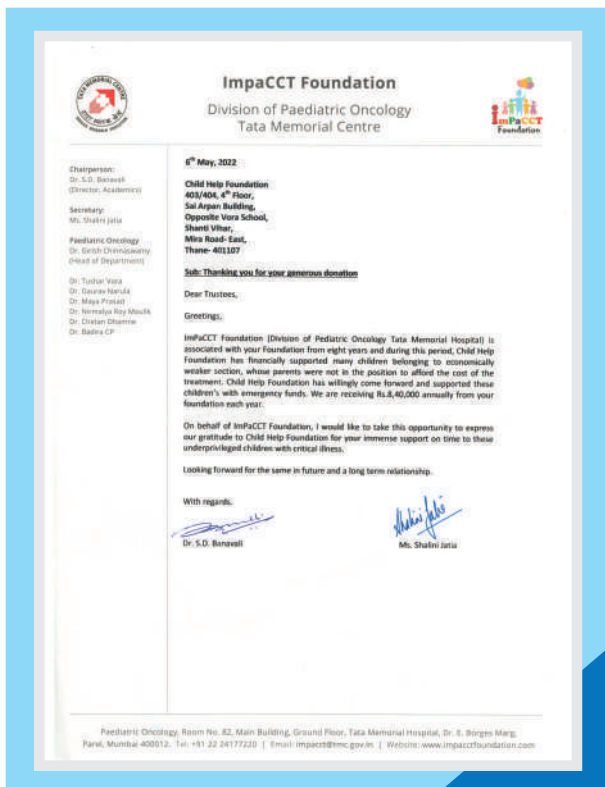 TATA MEMORIAL CENTRE
ImpaCCT Foundation
Division of Paediatric Oncology
Tata Memorial Centre
ImPaCCT
Foundation
Chairperson:
Dr. S.D. Banavali
(Director, Academics)
Secretary:
Ms. Shalini Jatia
Paediatric Oncology
Dr. Girish Chinnaswamy
(Head of Department)
Dr. Tushar Vora
Dr. Gaurav Narula
Dr. Maya Prasad
Dr. Nirmalya Roy Moulik
Dr. Chetan Dhamne
Dr. Badira CP
6th May, 2022
Child Help Foundation
403/404, 4th Floor,
Sai Arpan Building,
Opposite Vora School,
Shanti Vihar,
Mira Road- East,
Thane- 401107
Sub: Thanking you for your generous donation
Dear Trustees,
Greetings,
ImPaCCT Foundation (Division of Pediatric Oncology Tata Memorial Hospital) is
associated with your Foundation from eight years and during this period, Child Help
Foundation has financially supported many children belonging to economically
weaker section, whose parents were not in the position to afford the cost of the
treatment. Child Help Foundation has willingly come forward and supported these
children's with emergency funds. We are receiving Rs.8,40,000 annually from your
foundation each year.
On behalf of ImPaCCT Foundation, I would like to take this opportunity to express
our gratitude to Child Help Foundation for your immense support on time to these
underprivileged children with critical illness.
Looking forward for the same in future and a long term relationship.
With regards,
Shalini Jatia
Dr. S.D. Banavali
Ms. Shalini Jatia
Paediatric Oncology, Room No. 82, Main Building, Ground Floor, Tata Memorial Hospital, Dr. E. Borges Marg,
Parel, Mumbai 400012. Tel: +91 22 24177220 | Email: impacct@tmc.gov.in | Website: www.impacctfoundation.com